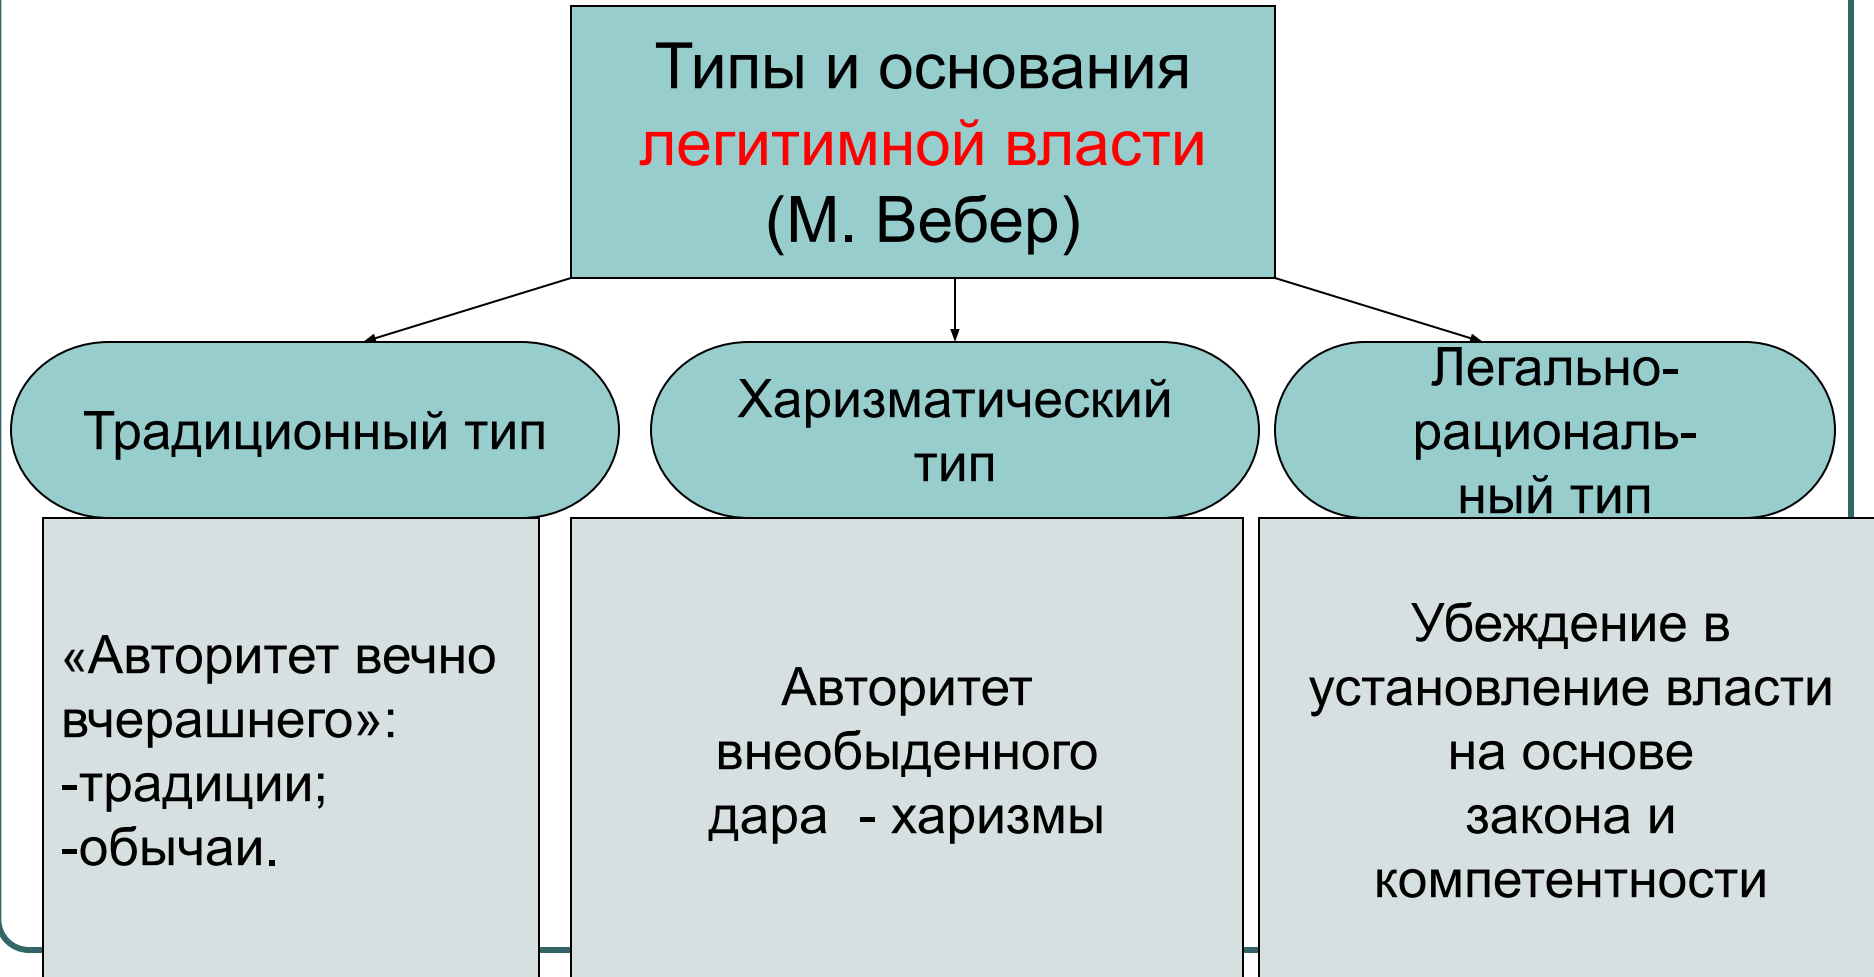 Типы и основания
легитимной власти
(М. Вебер)
Традиционный тип
Харизматический
тип
Легально-
рациональ-
ный тип
«Авторитет вечно
вчерашнего»:
-традиции;
-обычаи.
Авторитет
внеобыденного
дара  - харизмы
Убеждение в
установление власти
на основе
закона и
компетентности